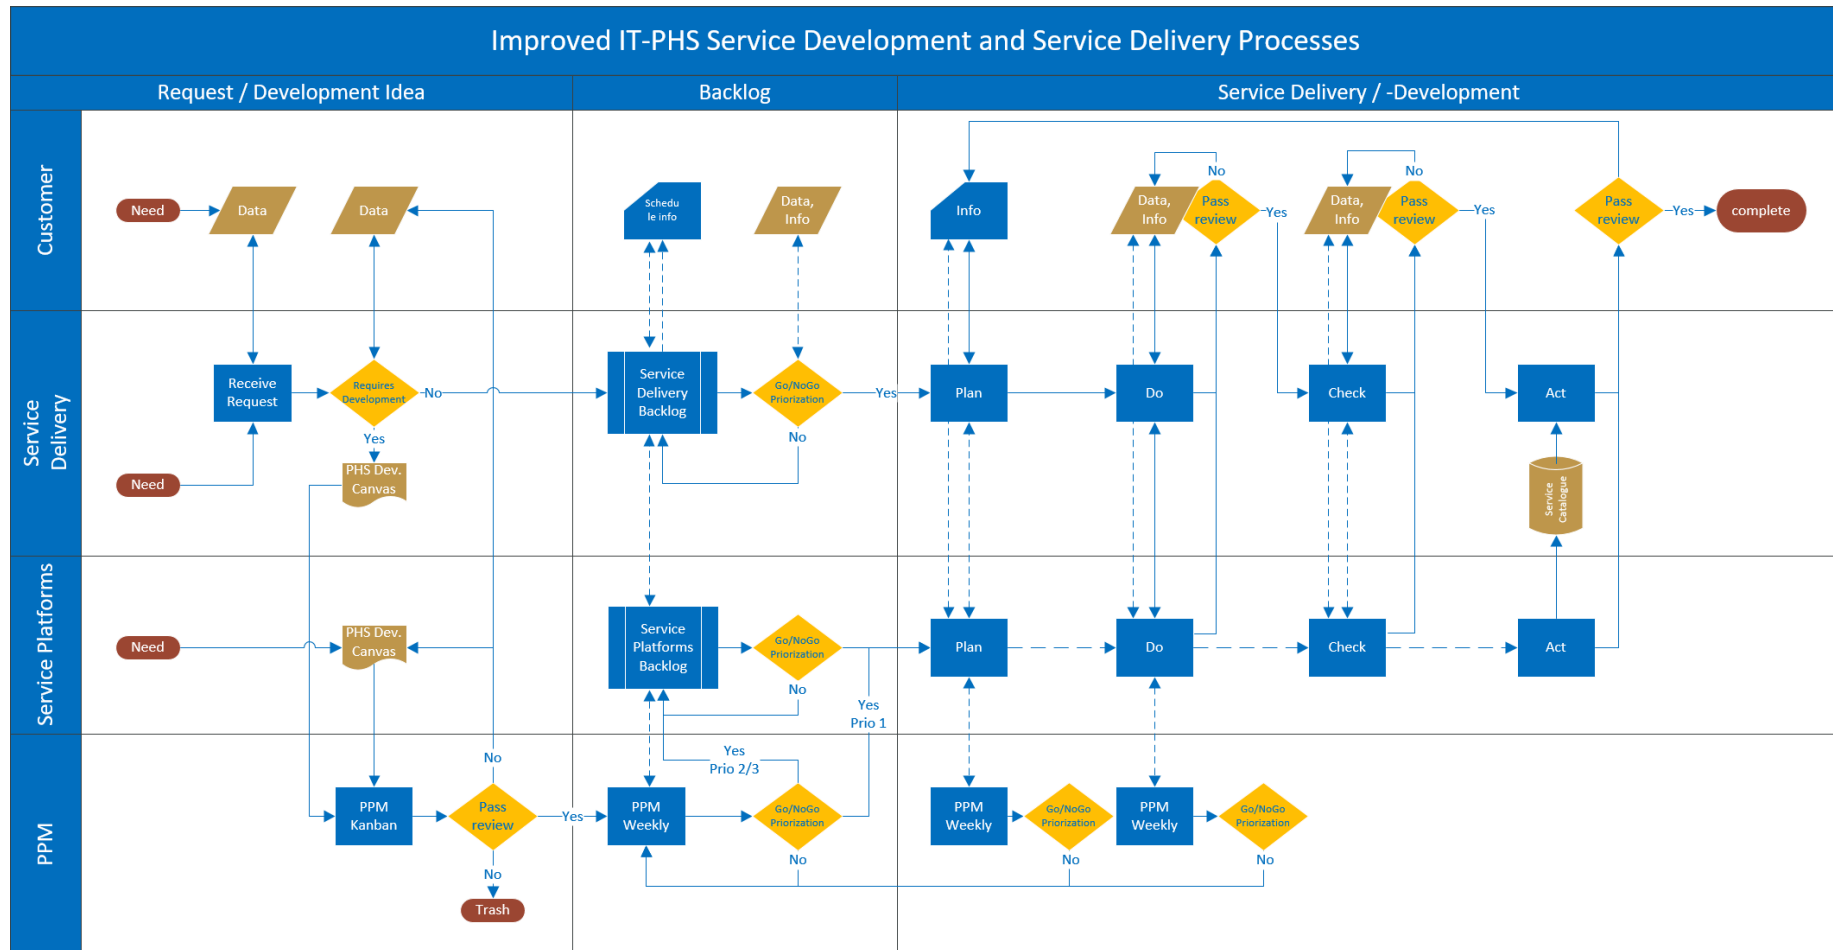 Improved IT-PHS Service Development and Service Delivery Processes
Request / Development Idea
Backlog
Service Delivery / -Development
Customer
Need
Data
Data
Schedu
le info
Data,
Info
Info
Data,
Info
No
Pass
review
Yes
Data,
Info
No
Pass
review
Yes
Pass
review
Yes
complete
Service
Delivery
Receive
Request
Requires
Development
No
Yes
PHS Dev.
Canvas
Need
Service
Delivery
Backlog
Go/NoGo
Priorization
Yes
No
Plan
Do
Check
Act
Service
Catalogue
Service Platforms
Need
PHS Dev.
Canvas
Service
Platforms
Backlog
Go/NoGo
Priorization
No
Yes
Prio 1
Plan
Do
Check
Act
PPM
PPM
Kanban
No
Pass
review
Yes
No
Trash
Yes
Prio 2/3
PPM
Weekly
Go/NoGo
Priorization
No
PPM
Weekly
Go/NoGo
Priorization
No
PPM
Weekly
Go/NoGo
Priorization
No